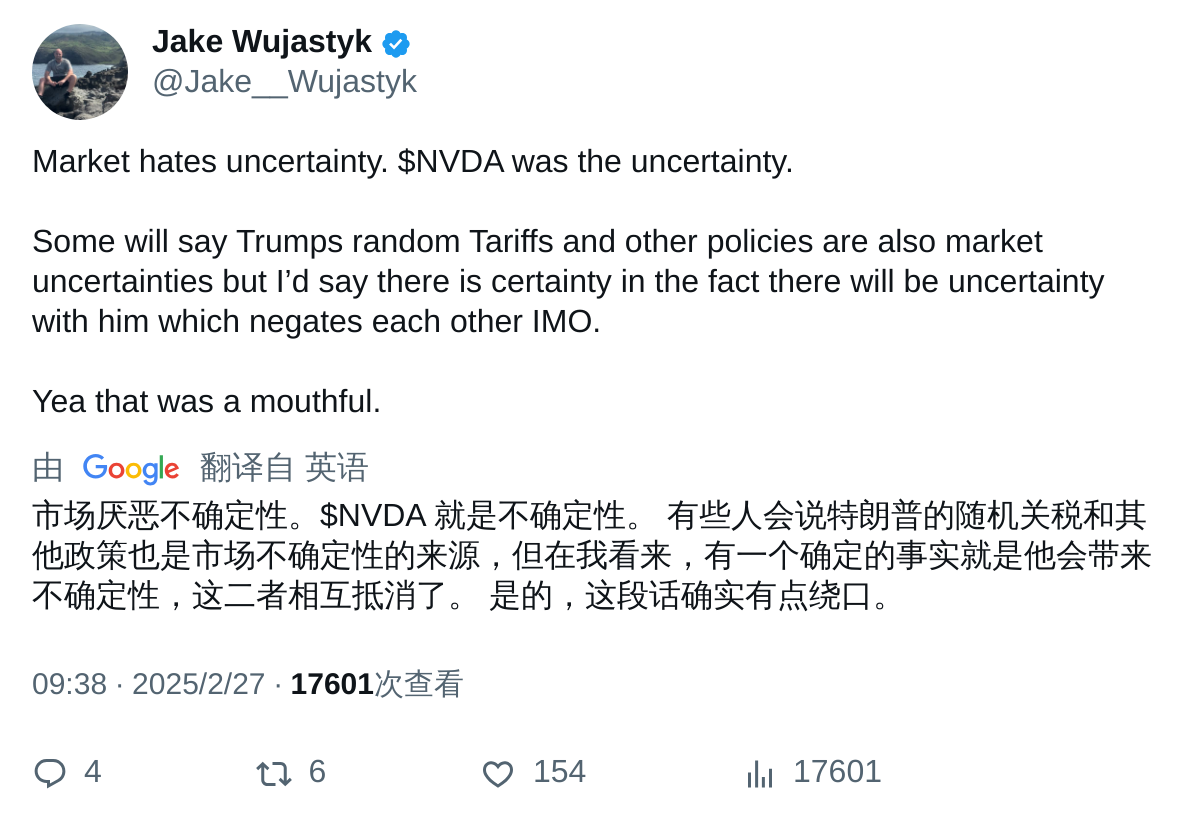 Jake Wujastyk
@Jake__Wujastyk
Market hates uncertainty. $NVDA was the uncertainty.
Some will say Trumps random Tariffs and other policies are also market
uncertainties but I’d say there is certainty in the fact there will be uncertainty
with him which negates each other IMO.
Yea that was a mouthful.
由 Google 翻译自 英语
市场厌恶不确定性。$NVDA 就是不确定性。 有些人会说特朗普的随机关税和其
他政策也是市场不确定性的来源，但在我看来，有一个确定的事实就是他会带来
不确定性，这二者相互抵消了。 是的，这段话确实有点绕口。
09:38 · 2025/2/27 · 17601次查看
4 6 154 17601